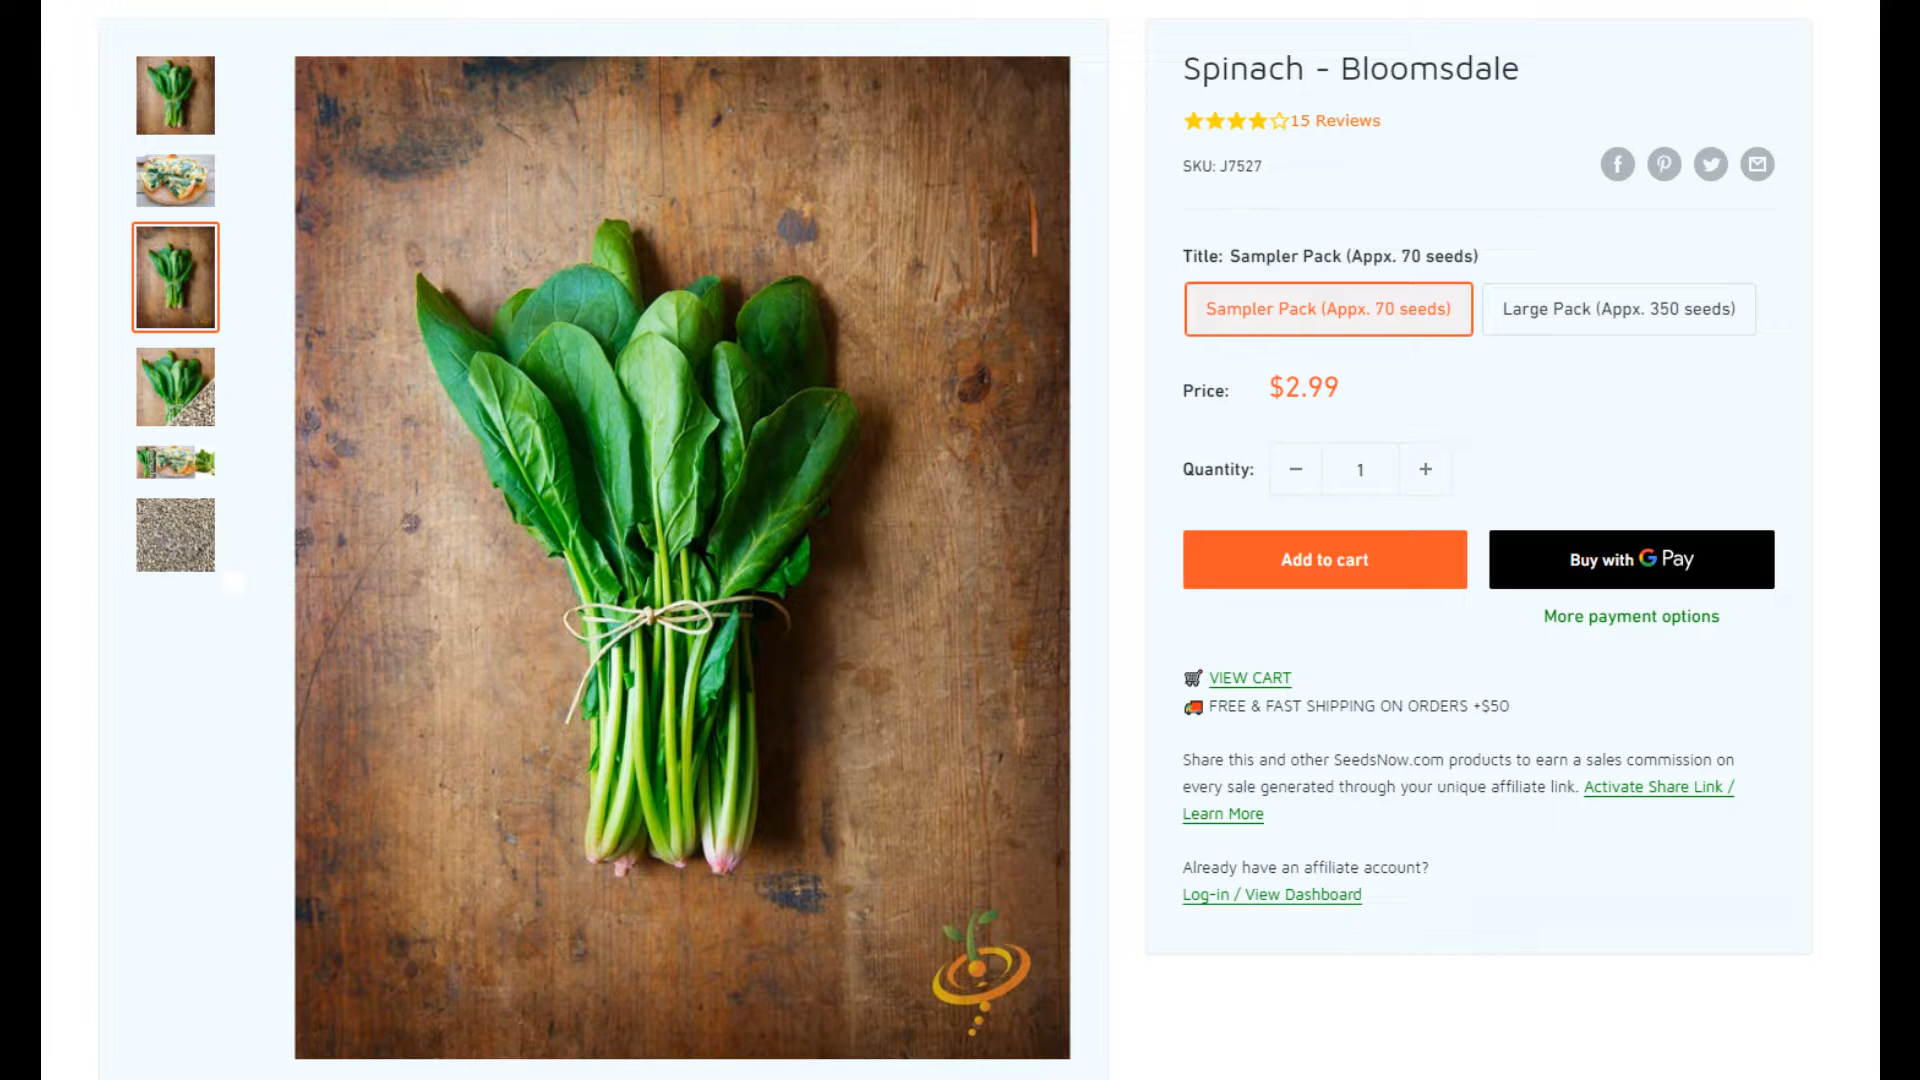 Spinach - Bloomsdale
15 Reviews
SKU: J7527
Title: Sampler Pack (Appx. 70 seeds)
Sampler Pack (Appx. 70 seeds)
Large Pack (Appx. 350 seeds)
Price: $2.99
Quantity: − 1 +
Add to cart
Buy with G Pay
More payment options
VIEW CART
FREE & FAST SHIPPING ON ORDERS +$50
Share this and other SeedsNow.com products to earn a sales commission on
every sale generated through your unique affiliate link. Activate Share Link /
Learn More
Already have an affiliate account?
Log-in / View Dashboard